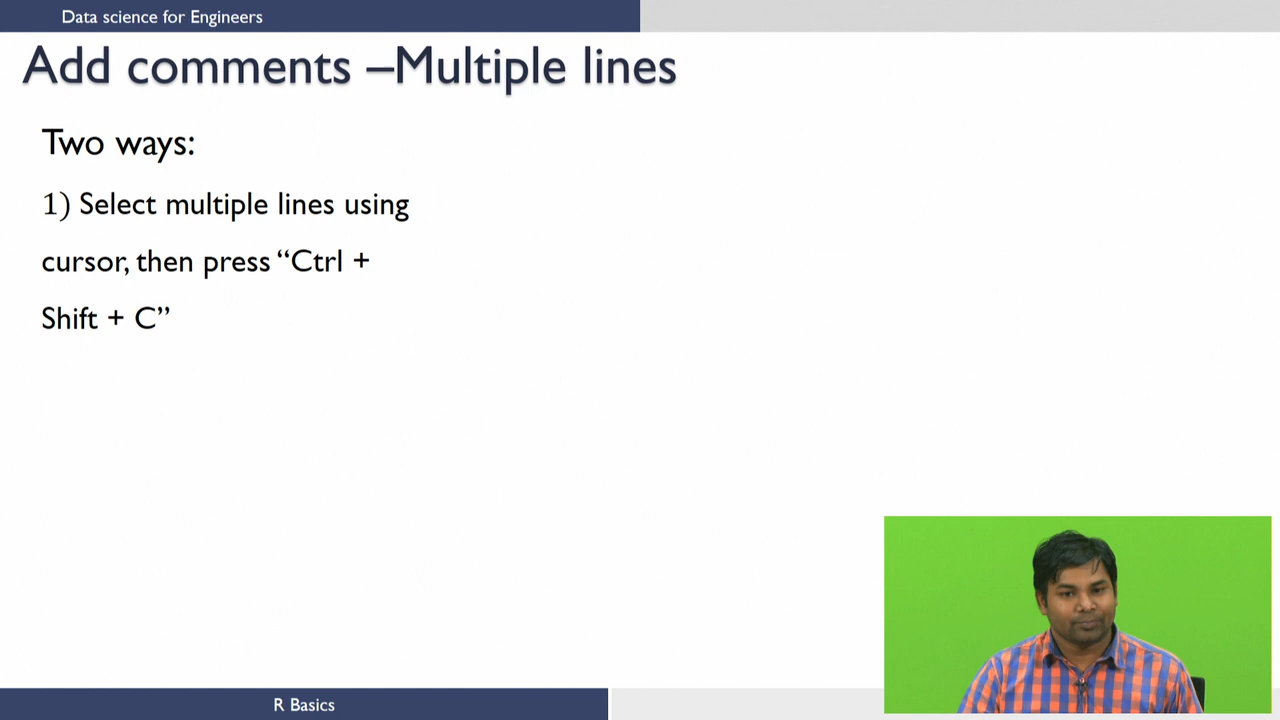 Data science for Engineers
Add comments –Multiple lines
Two ways:
1) Select multiple lines using
cursor, then press “Ctrl +
Shift + C”
R Basics